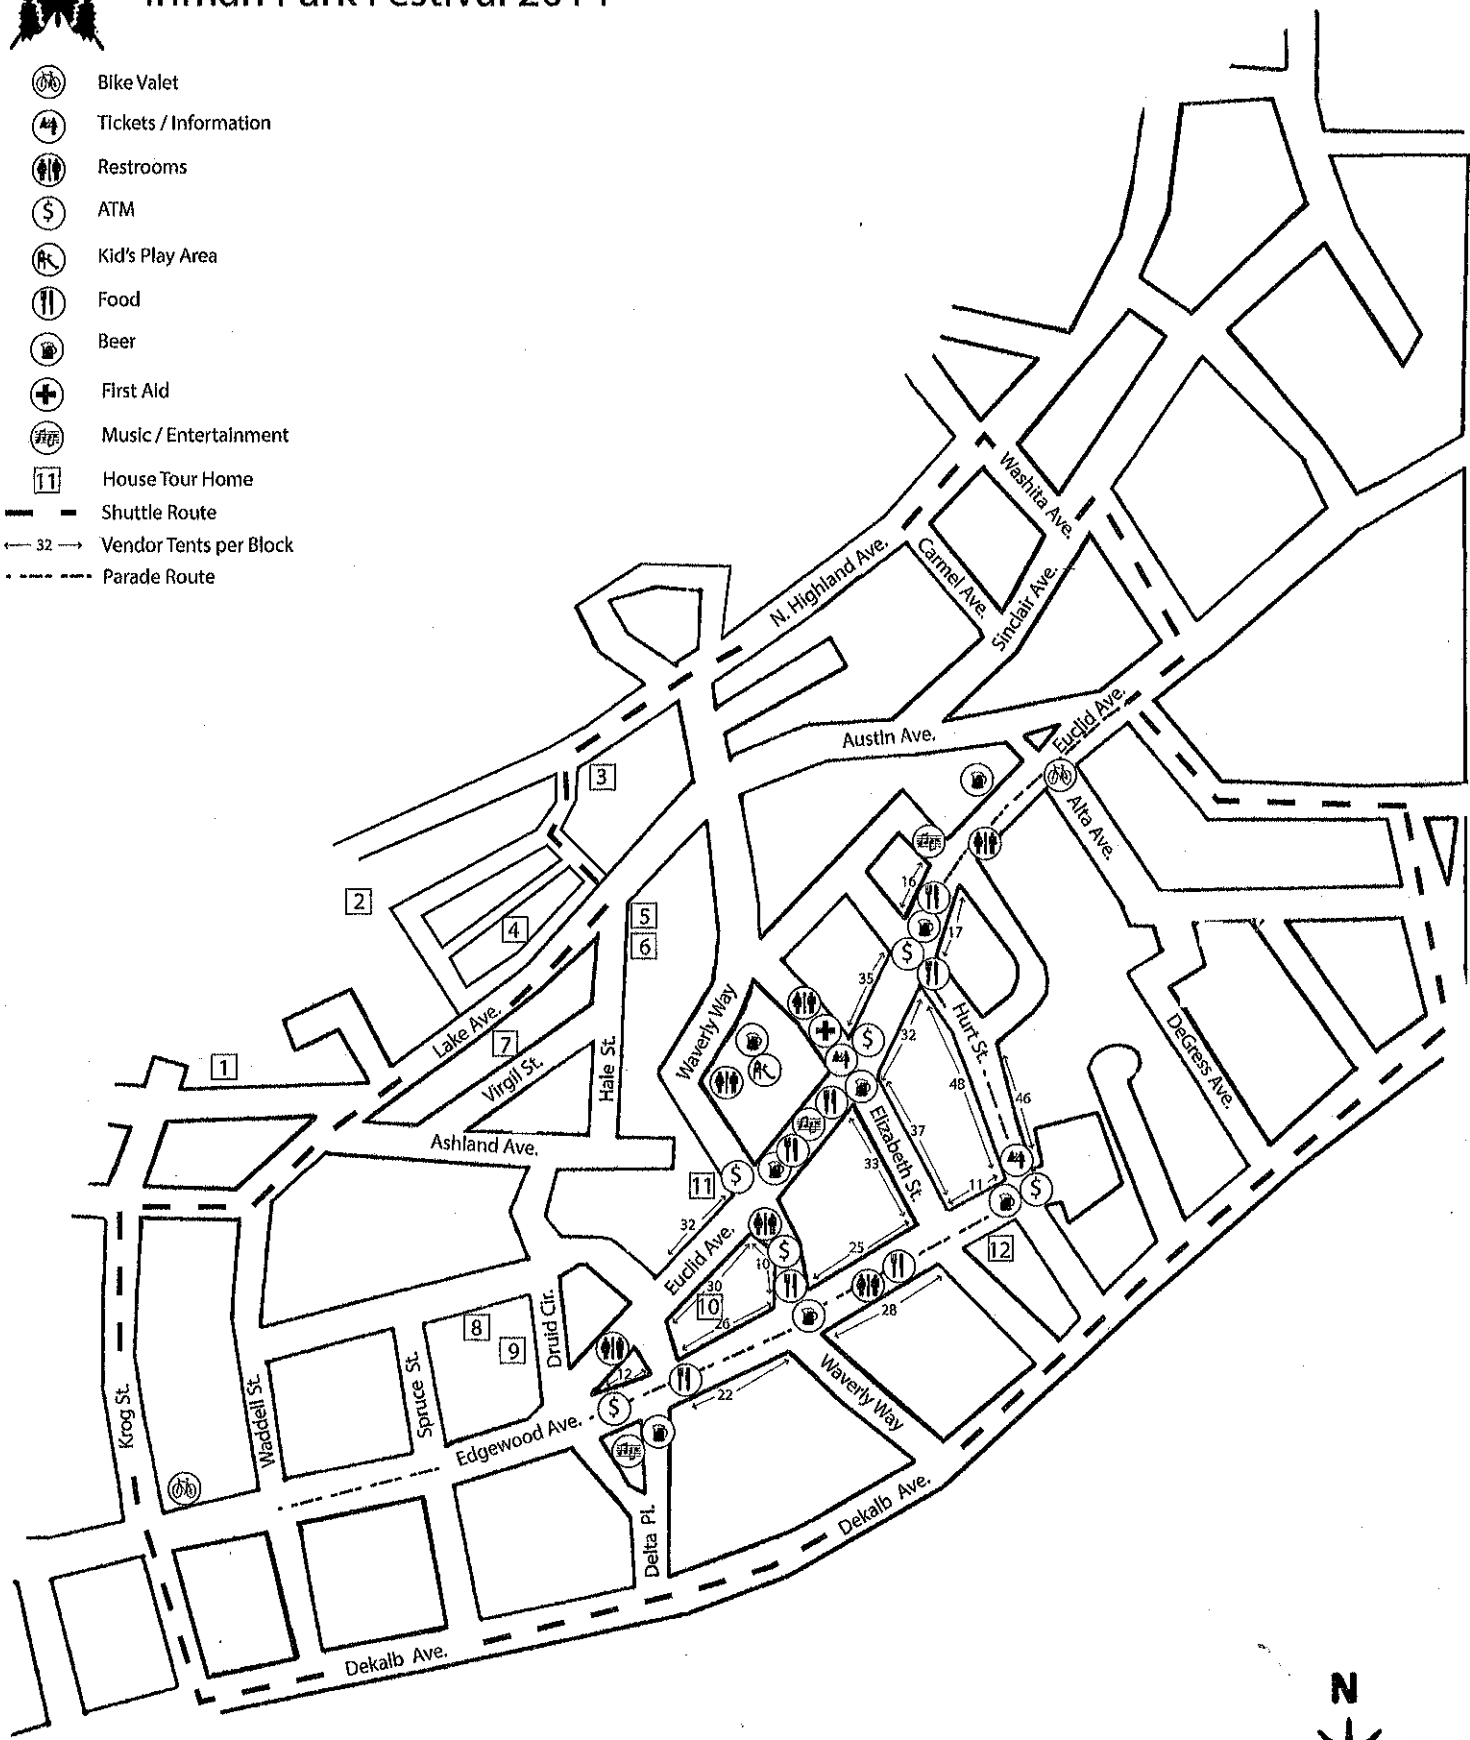 Inman Park Festival 2014
Bike Valet
Tickets / Information
Restrooms
$ ATM
Kid's Play Area
Food
Beer
First Aid
Music / Entertainment
11 House Tour Home
Shuttle Route
32 Vendor Tents per Block
Parade Route
Washita Ave.
N. Highland Ave.
Carmel Ave.
Sinclair Ave.
Euclid Ave.
Austin Ave.
3
Alta Ave.
2
4
5
6
16
17
$
35
Lake Ave.
7
Virgil St.
Hale St.
Waverly Way
$
32
Hurt St.
DeGress Ave.
1
48
46
Ashland Ave.
37
Elizabeth St.
33
11
$
11
$
32
Euclid Ave.
$
10
25
12
30
10
26
28
8
9
Druid Cir.
12
22
$
Waverly Way
Krog St.
Waddell St.
Spruce St.
Edgewood Ave.
Delta Pl.
Dekalb Ave.
Dekalb Ave.
N